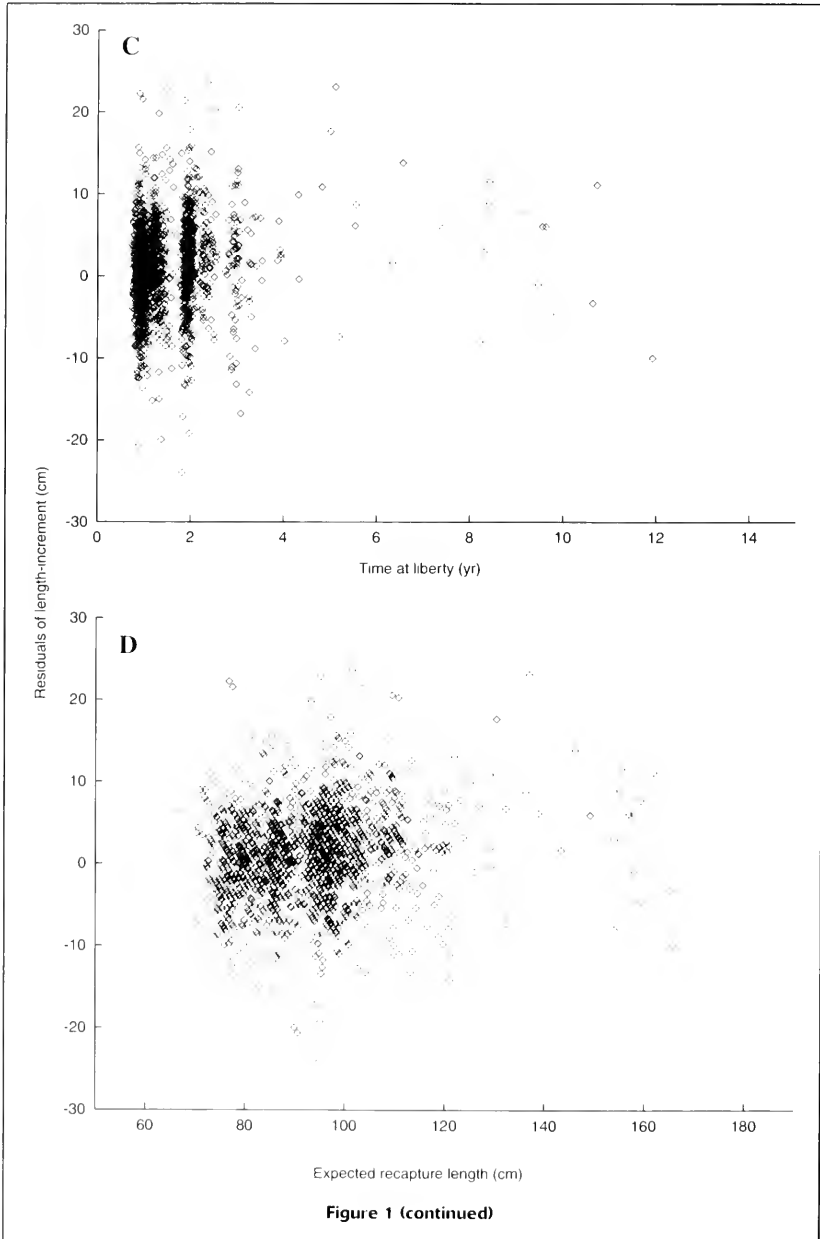 C
30
20
10
0
-10
-20
-30
0 2 4 6 8 10 12 14
Time at liberty (yr)
Residuals of length-increment (cm)
D
30
20
10
0
-10
-20
-30
60 80 100 120 140 160 180
Expected recapture length (cm)
Figure 1 (continued)